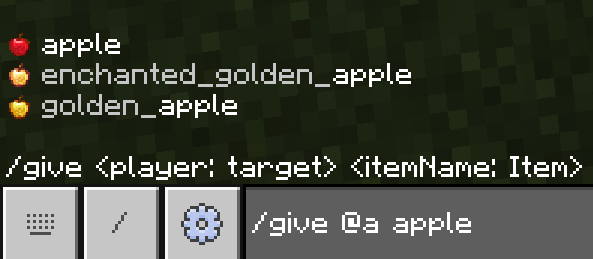 apple
enchanted_golden_apple
golden_apple
/give <player: target> <itemName: Item>
/
/give @a apple